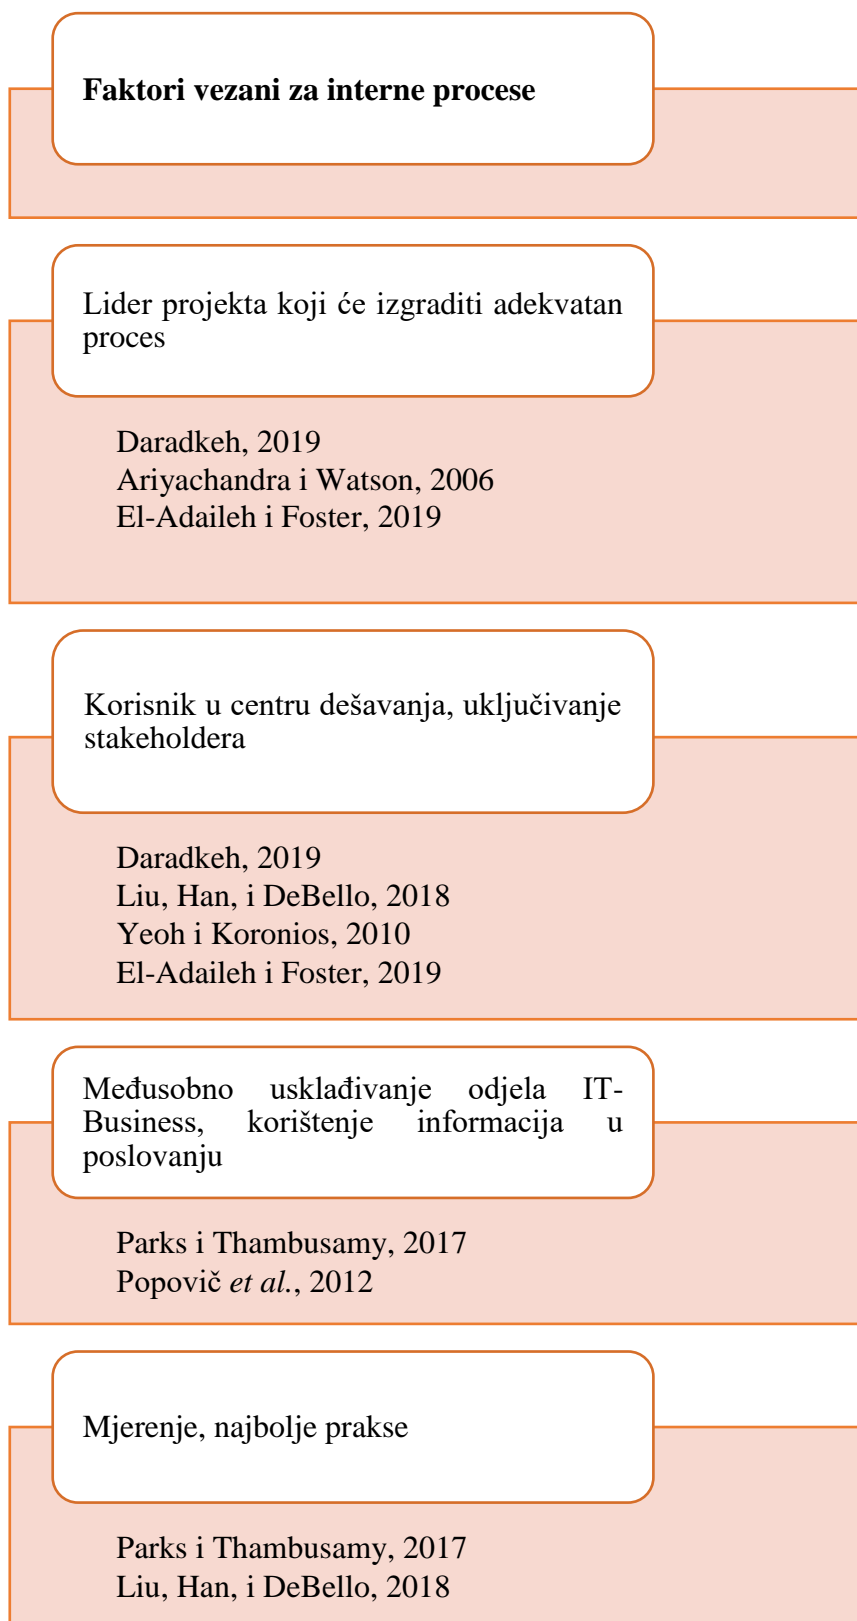 Faktori vezani za interne procese
Lider projekta koji će izgraditi adekvatan
proces
Daradkeh, 2019
Ariyachandra i Watson, 2006
El-Adaileh i Foster, 2019
Korisnik u centru dešavanja, uključivanje
stakeholdera
Daradkeh, 2019
Liu, Han, i DeBello, 2018
Yeoh i Koronios, 2010
El-Adaileh i Foster, 2019
Međusobno usklađivanje odjela IT-
Business, korištenje informacija u
poslovanju
Parks i Thambusamy, 2017
Popovič et al., 2012
Mjerenje, najbolje prakse
Parks i Thambusamy, 2017
Liu, Han, i DeBello, 2018